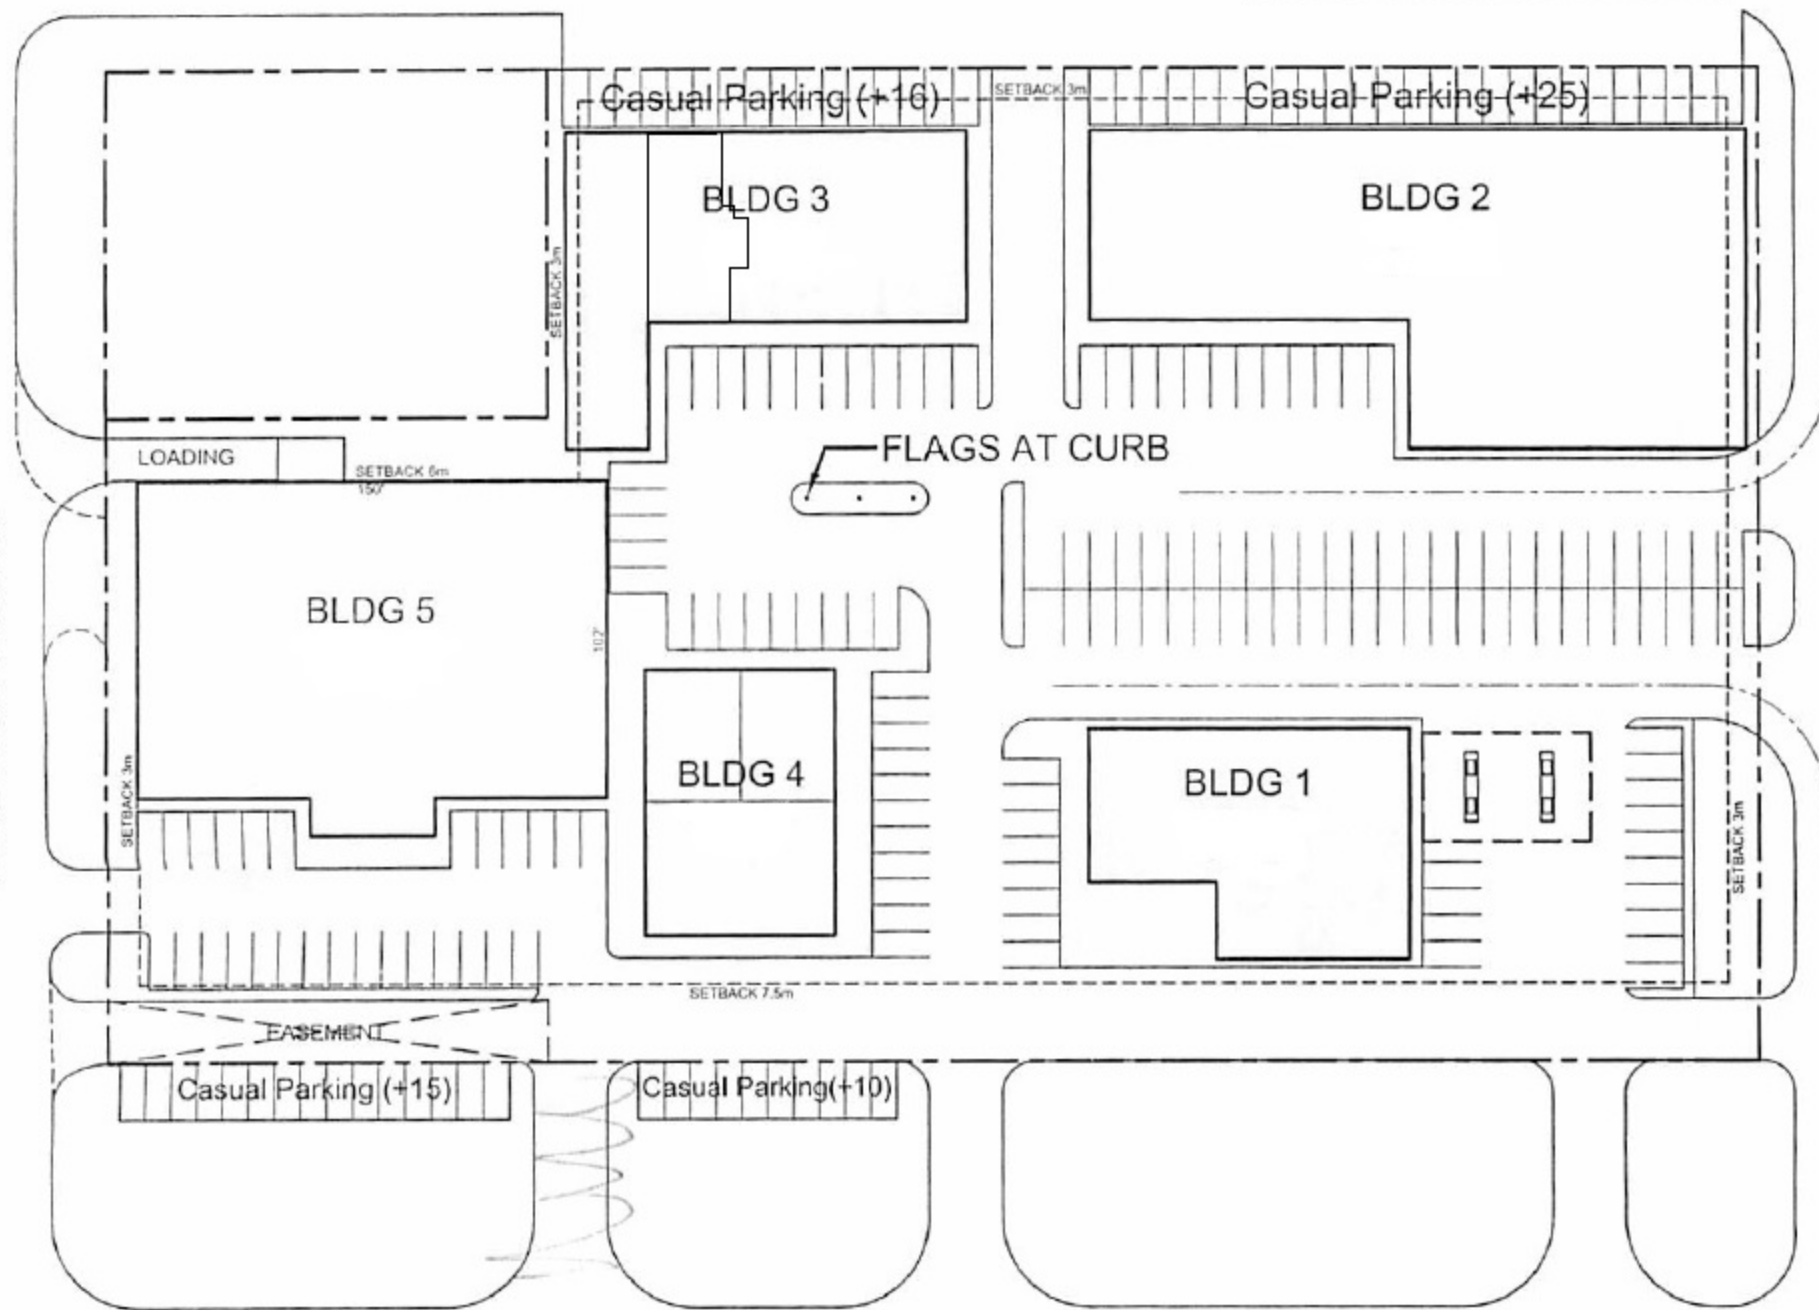 Casual Parking (+16)
SETBACK 3m
Casual Parking (+25)
BLDG 3
BLDG 2
SETBACK 3m
FLAGS AT CURB
LOADING
SETBACK 6m
150'
BLDG 5
102'
BLDG 4
BLDG 1
SETBACK 3m
SETBACK 3m
SETBACK 7.5m
EASEMENT
Casual Parking (+15)
Casual Parking(+10)